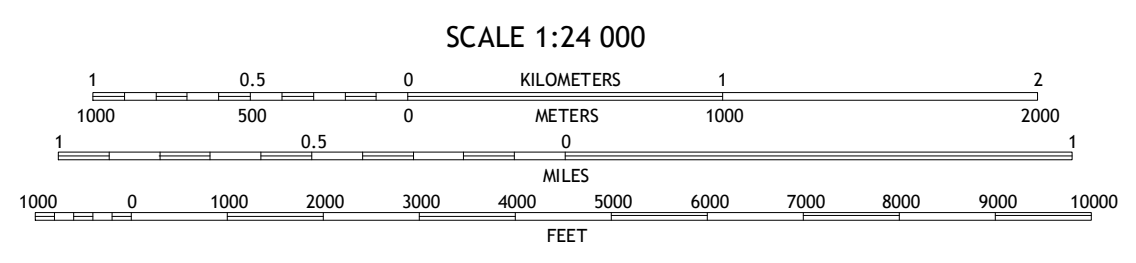 SCALE 1:24 000
1 0.5 0 KILOMETERS 1 2
1000 500 0 METERS 1000 2000
1 0.5 0 1
MILES
1000 0 1000 2000 3000 4000 5000 6000 7000 8000 9000 10000
FEET